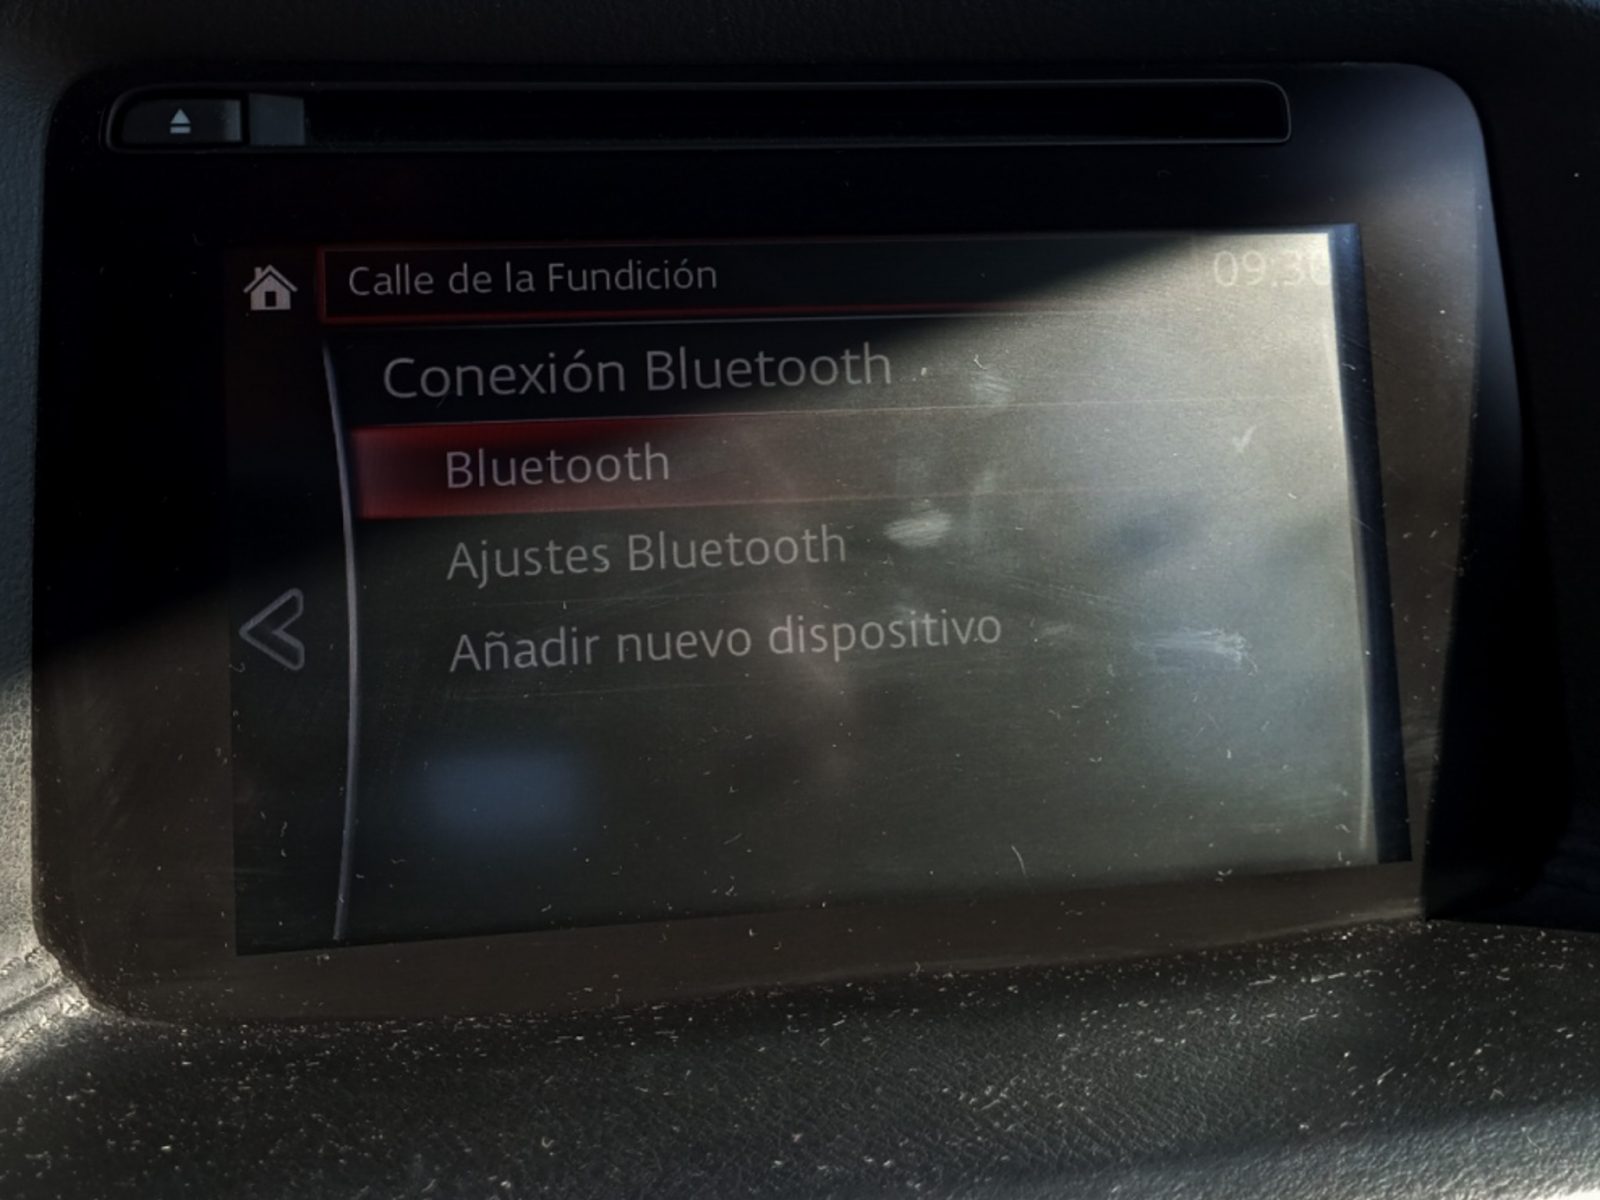 Calle de la Fundición
Conexión Bluetooth
Bluetooth
Ajustes Bluetooth
Añadir nuevo dispositivo